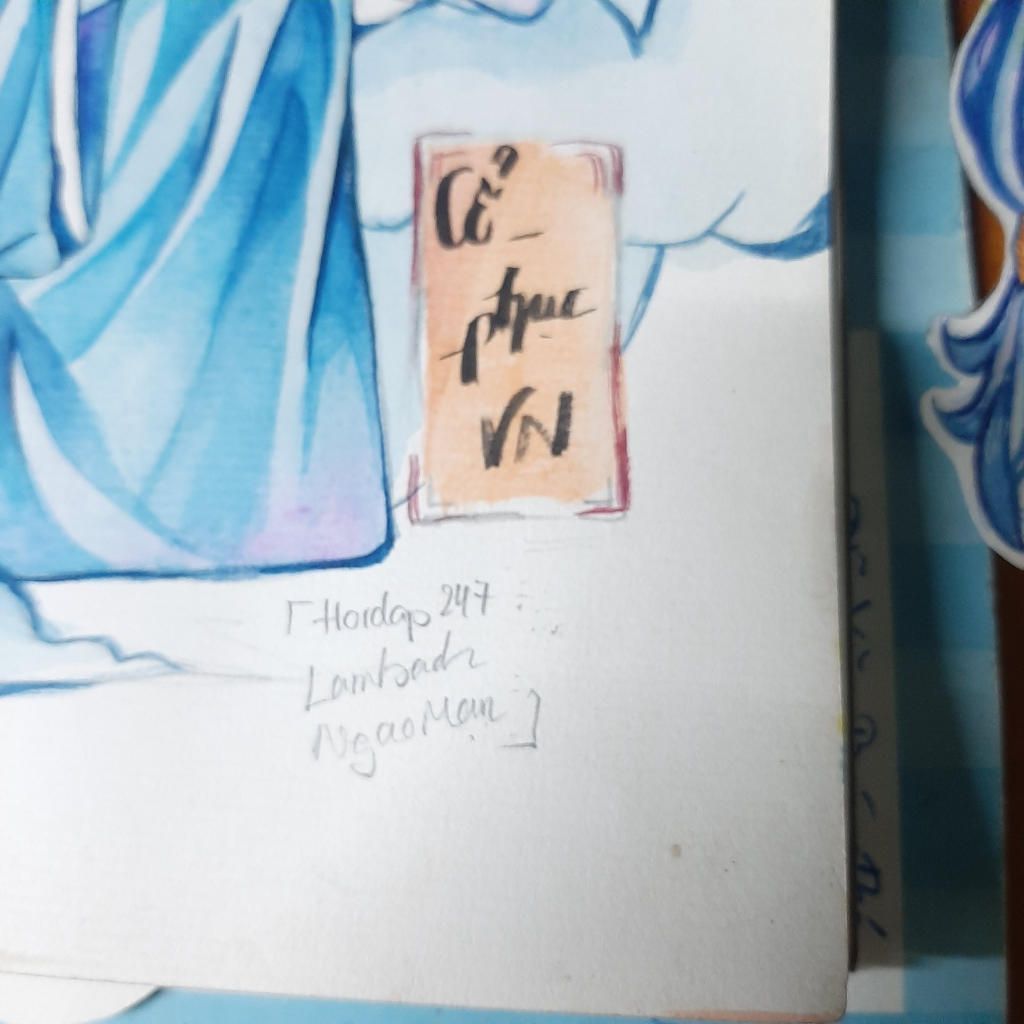 Cổ
phục
VN
Hoidap247
Lambach
NgaoMan